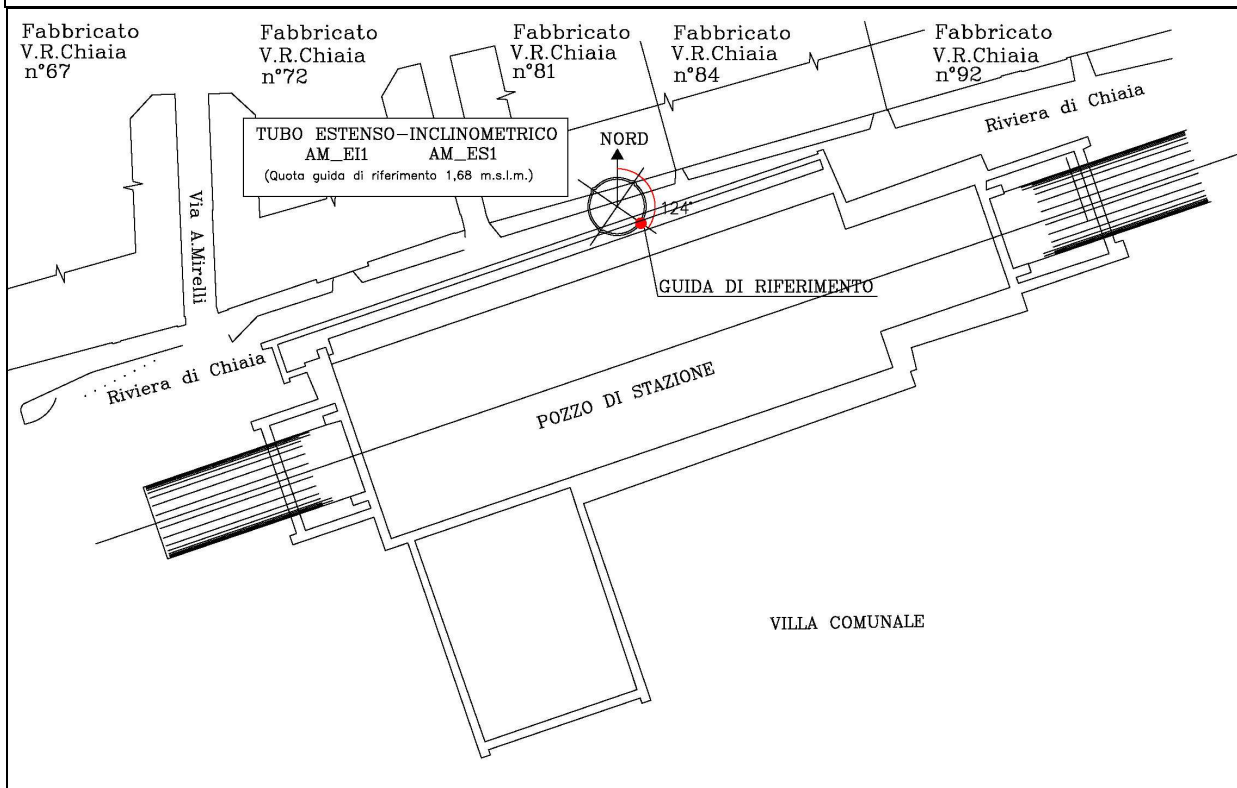 Fabbricato
V.R.Chiaia
n°67
Fabbricato
V.R.Chiaia
n°72
Fabbricato
V.R.Chiaia
n°81
Fabbricato
V.R.Chiaia
n°84
Fabbricato
V.R.Chiaia
n°92
TUBO ESTENSO-INCLINOMETRICO
AM_EI1 AM_ES1
(Quota guida di riferimento 1,68 m.s.l.m.)
NORD
124°
Riviera di Chiaia
Via A.Mirelli
GUIDA DI RIFERIMENTO
Riviera di Chiaia
POZZO DI STAZIONE
VILLA COMUNALE